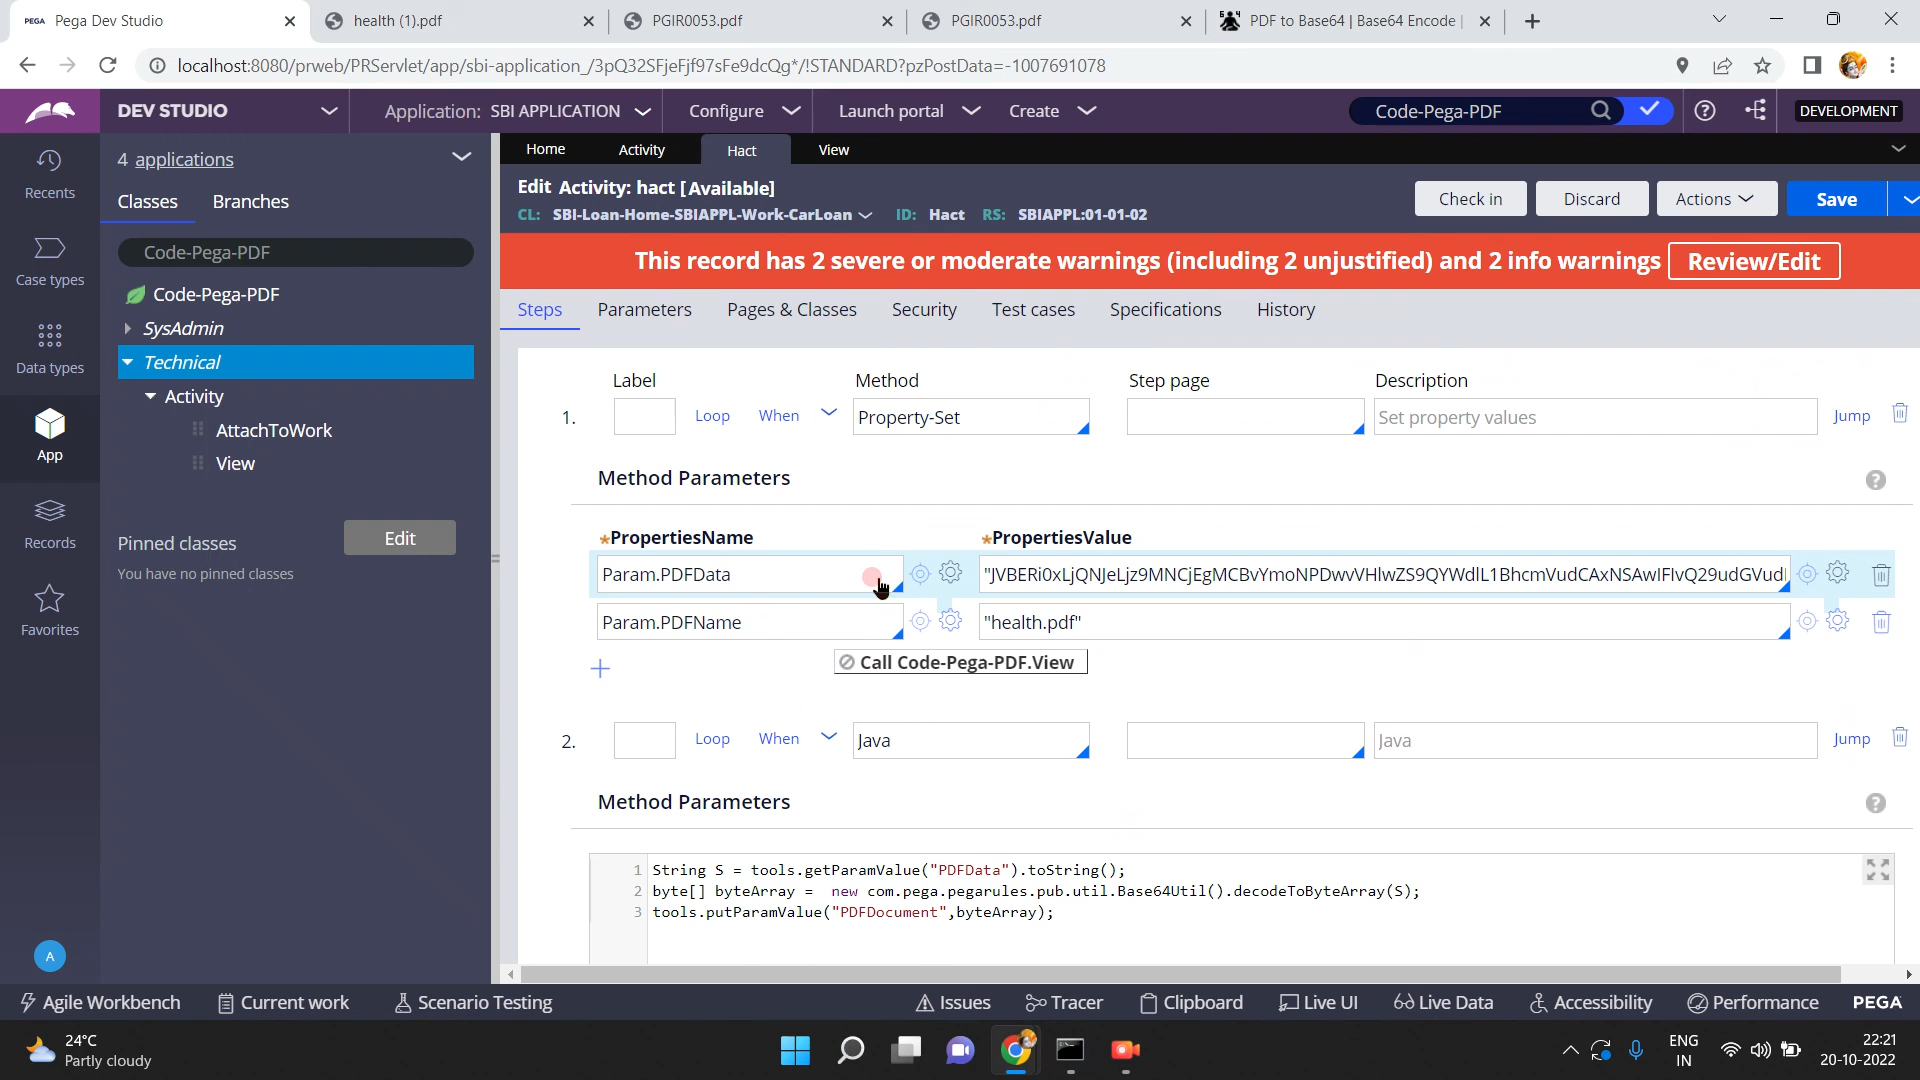 PEGA Pega Dev Studio
health (1).pdf
PGIR0053.pdf
PGIR0053.pdf
PDF to Base64 | Base64 Encode |
localhost:8080/prweb/PRServlet/app/sbi-application_/3pQ32SFjeFjf97sFe9dcQg*/!STANDARD?pzPostData=-1007691078
DEV STUDIO
Application: SBI APPLICATION
Configure
Launch portal
Create
Code-Pega-PDF
DEVELOPMENT
Recents
Case types
Data types
App
Records
Favorites
A
4 applications
Classes
Branches
Code-Pega-PDF
Code-Pega-PDF
SysAdmin
Technical
Activity
AttachToWork
View
Pinned classes
Edit
You have no pinned classes
Home
Activity
Hact
View
Edit Activity: hact [Available]
CL: SBI-Loan-Home-SBIAPPL-Work-CarLoan ID: Hact RS: SBIAPPL:01-01-02
Check in
Discard
Actions
Save
This record has 2 severe or moderate warnings (including 2 unjustified) and 2 info warnings
Review/Edit
Steps
Parameters
Pages & Classes
Security
Test cases
Specifications
History
Label
Method
Step page
Description
1.
Loop
When
Property-Set
Set property values
Jump
Method Parameters
?
*PropertiesName
*PropertiesValue
Param.PDFData
"JVBERi0xLjQNJeLjz9MNCjEgMCBvYmoNPDwvVHlwZS9QYWdlL1BhcmVudCAxNSAwIFIvQ29udGVud
Param.PDFName
"health.pdf"
Call Code-Pega-PDF.View
2.
Loop
When
Java
Java
Jump
Method Parameters
?
1 String S = tools.getParamValue("PDFData").toString();
2 byte[] byteArray = new com.pega.pegarules.pub.util.Base64Util().decodeToByteArray(S);
3 tools.putParamValue("PDFDocument",byteArray);
Agile Workbench
Current work
Scenario Testing
Issues
Tracer
Clipboard
Live UI
Live Data
Accessibility
Performance
PEGA
24°C
Partly cloudy
ENG
IN
22:21
20-10-2022